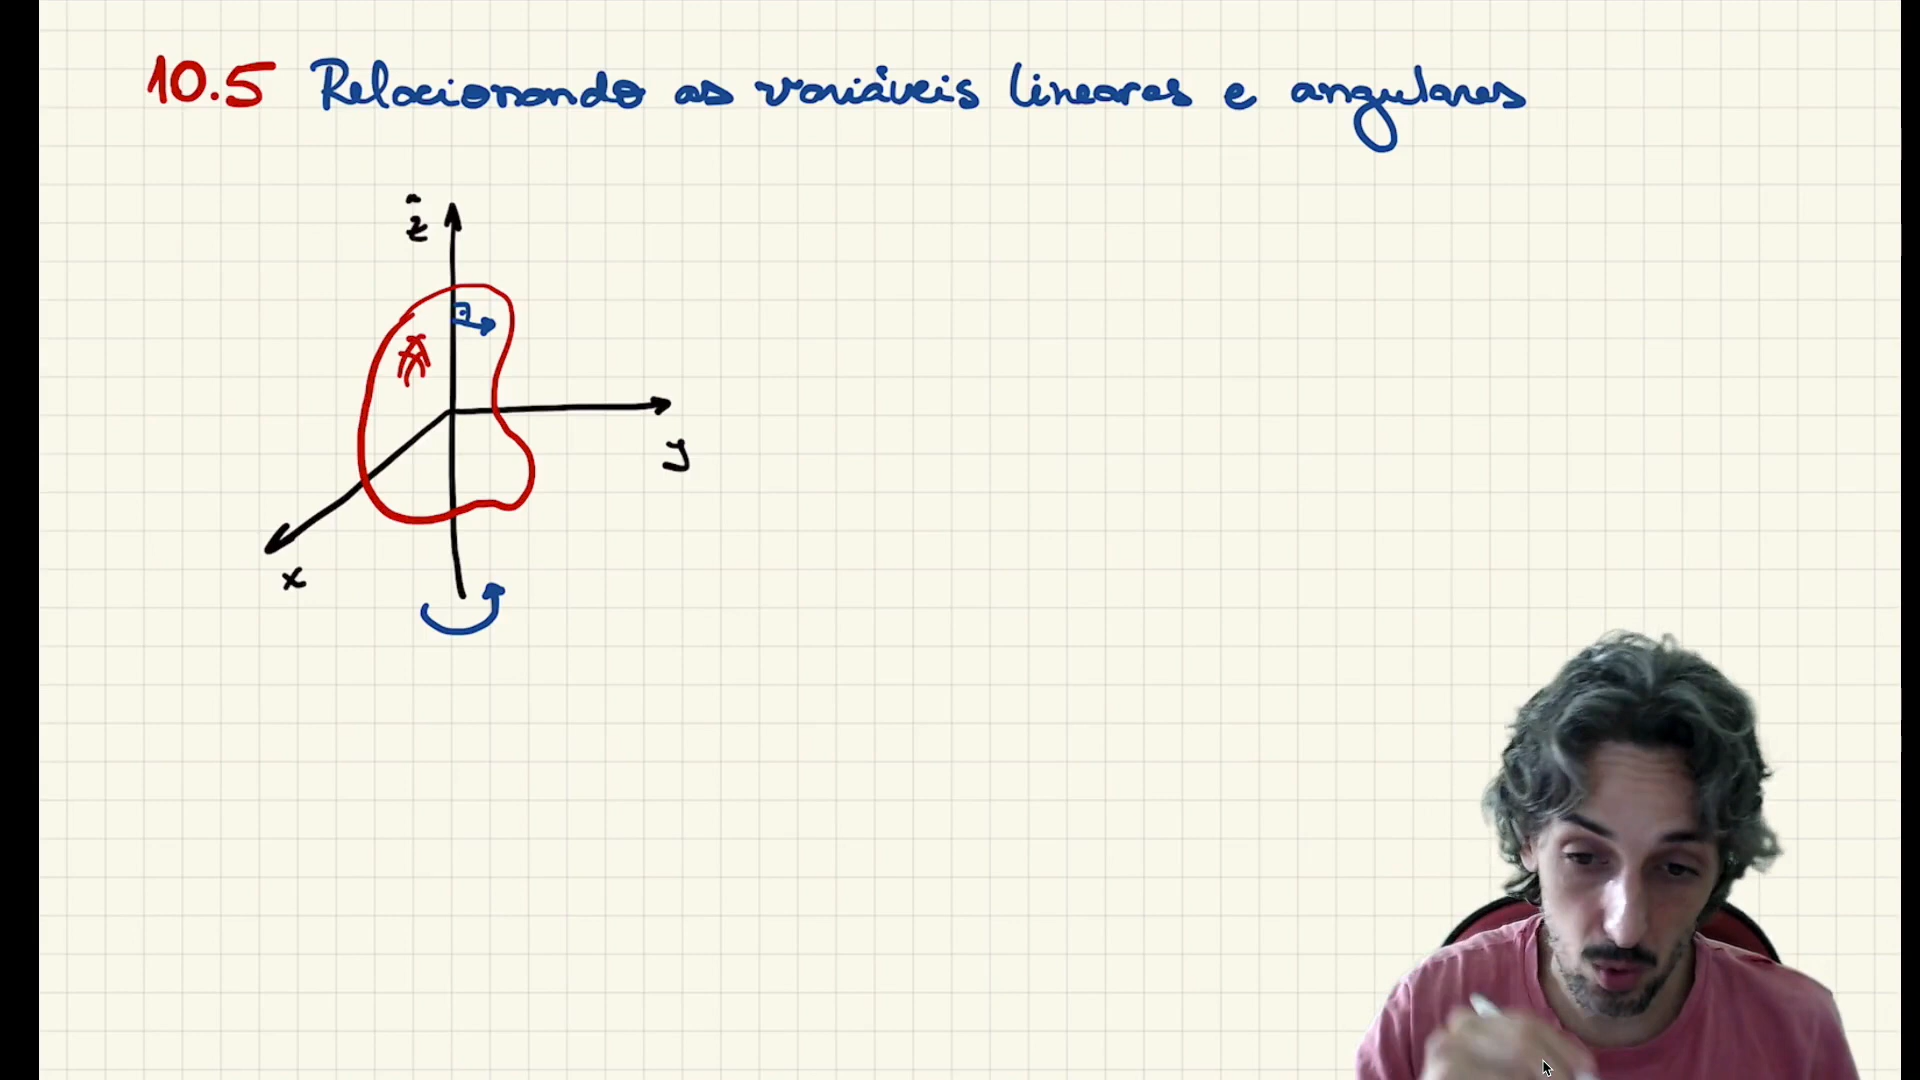 10.5 Relacionando as variáveis lineares e angulares
ẑ
y
x